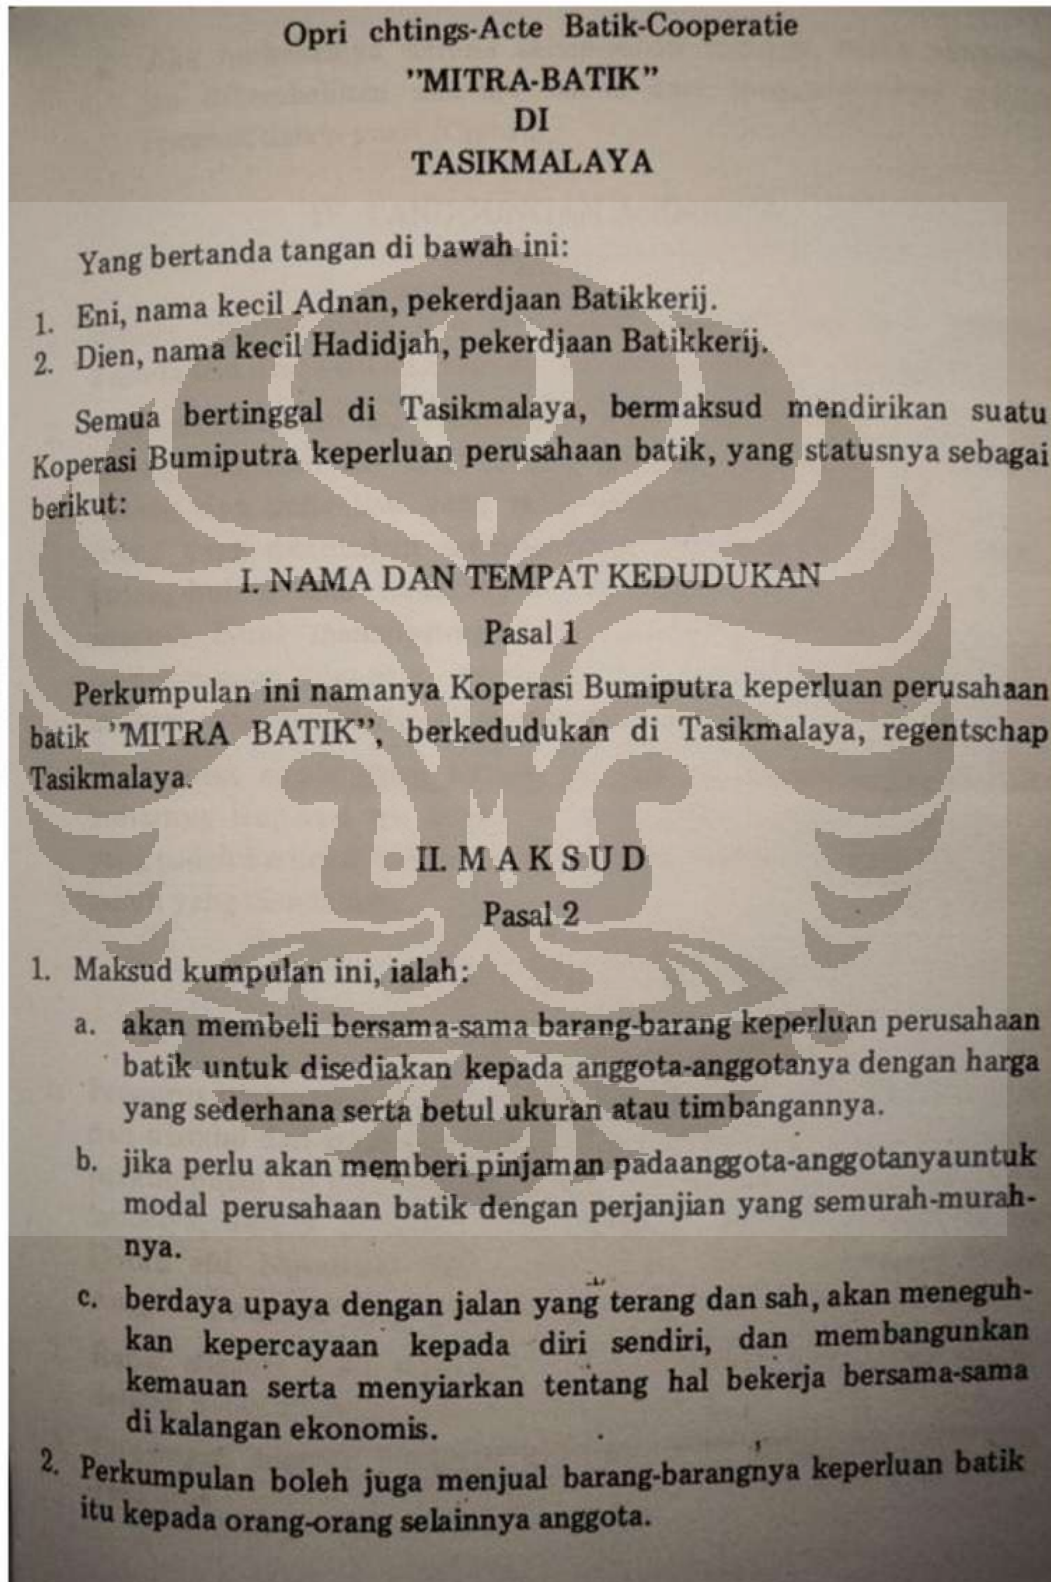 Opri chtings-Acte Batik-Cooperatie
”MITRA-BATIK”
DI
TASIKMALAYA
Yang bertanda tangan di bawah ini:
1. Eni, nama kecil Adnan, pekerdjaan Batikkerij.
2. Dien, nama kecil Hadidjah, pekerdjaan Batikkerij.
Semua bertinggal di Tasikmalaya, bermaksud mendirikan suatu
Koperasi Bumiputra keperluan perusahaan batik, yang statusnya sebagai
berikut:
I. NAMA DAN TEMPAT KEDUDUKAN
Pasal 1
Perkumpulan ini namanya Koperasi Bumiputra keperluan perusahaan
batik ”MITRA BATIK”, berkedudukan di Tasikmalaya, regentschap
Tasikmalaya.
II. M A K S U D
Pasal 2
1. Maksud kumpulan ini, ialah:
a. akan membeli bersama-sama barang-barang keperluan perusahaan
batik untuk disediakan kepada anggota-anggotanya dengan harga
yang sederhana serta betul ukuran atau timbangannya.
b. jika perlu akan memberi pinjaman padaanggota-anggotanyauntuk
modal perusahaan batik dengan perjanjian yang semurah-murah-
nya.
c. berdaya upaya dengan jalan yang terang dan sah, akan meneguh-
kan kepercayaan kepada diri sendiri, dan membangunkan
kemauan serta menyiarkan tentang hal bekerja bersama-sama
di kalangan ekonomis.
2. Perkumpulan boleh juga menjual barang-barangnya keperluan batik
itu kepada orang-orang selainnya anggota.